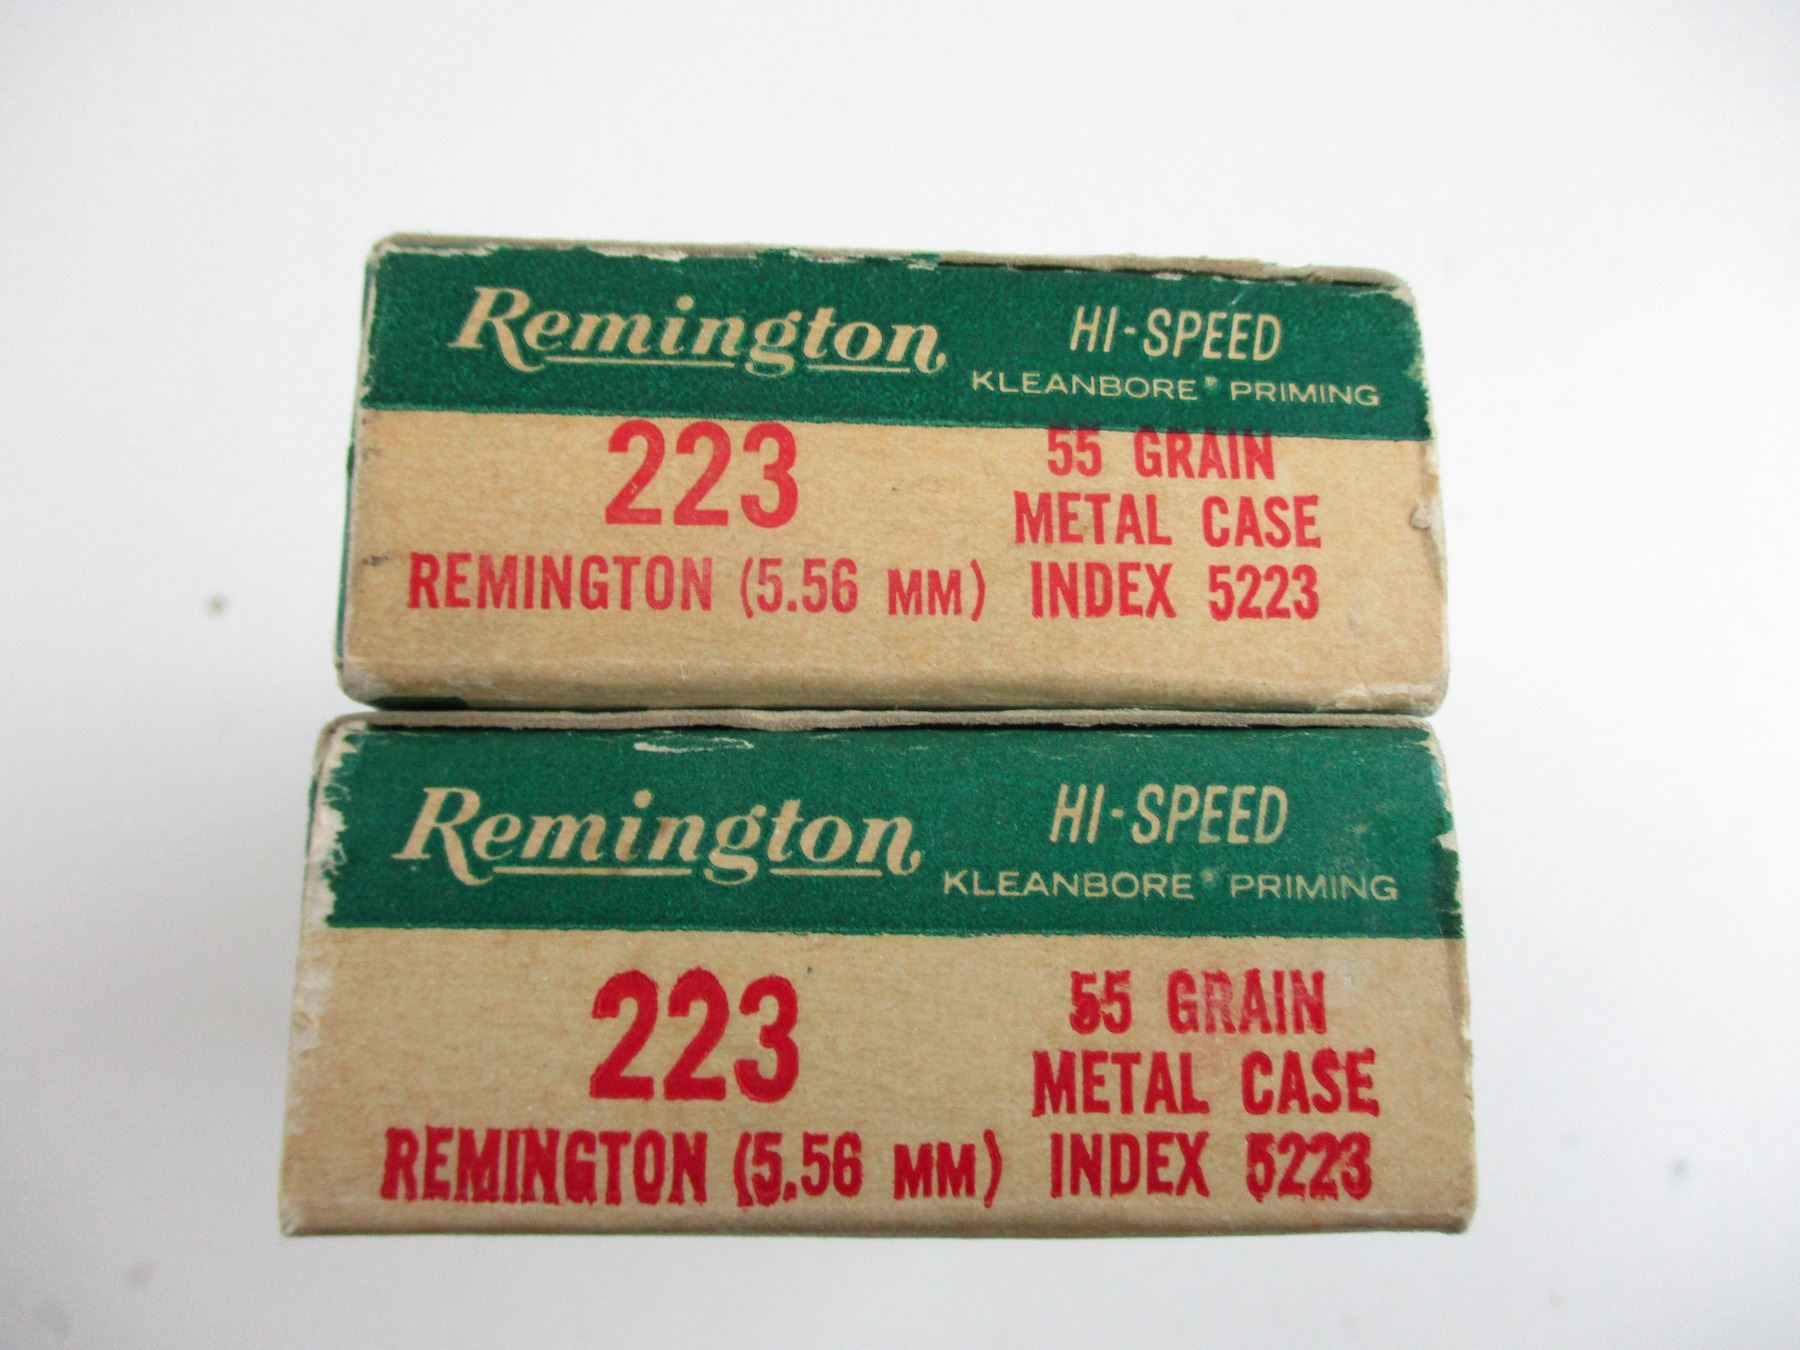 Remington HI-SPEED
KLEANBORE® PRIMING
223 55 GRAIN
METAL CASE
REMINGTON (5.56 MM) INDEX 5223
Remington HI-SPEED
KLEANBORE® PRIMING
223 55 GRAIN
METAL CASE
REMINGTON (5.56 MM) INDEX 5223